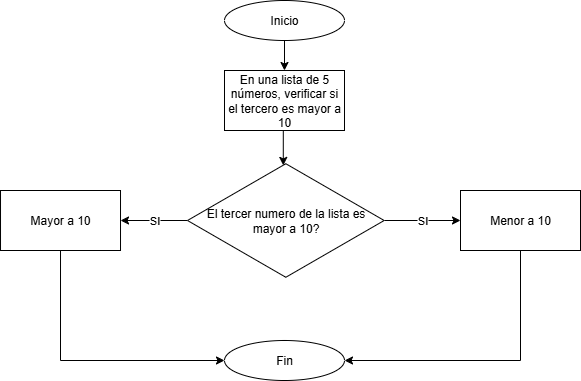 Inicio
En una lista de 5
números, verificar si
el tercero es mayor a
10
El tercer numero de la lista es
mayor a 10?
SI
SI
Mayor a 10
Menor a 10
Fin